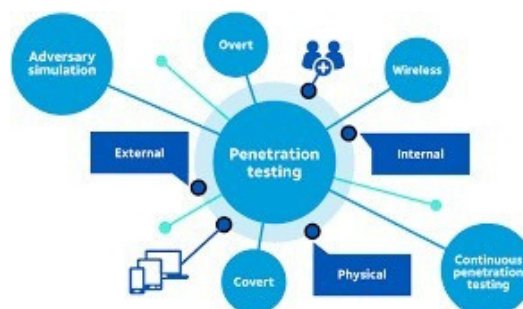 Adversary
simulation
Overt
Wireless
External
Penetration
testing
Internal
Covert
Physical
Continuous
penetration
testing